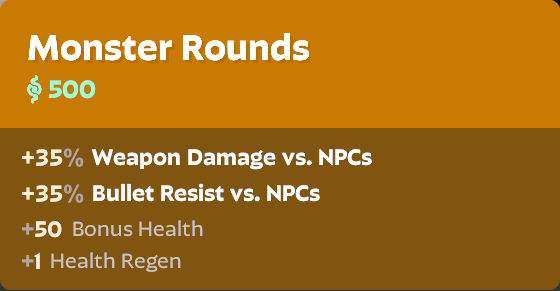 Monster Rounds
500
+35% Weapon Damage vs. NPCs
+35% Bullet Resist vs. NPCs
+50 Bonus Health
+1 Health Regen